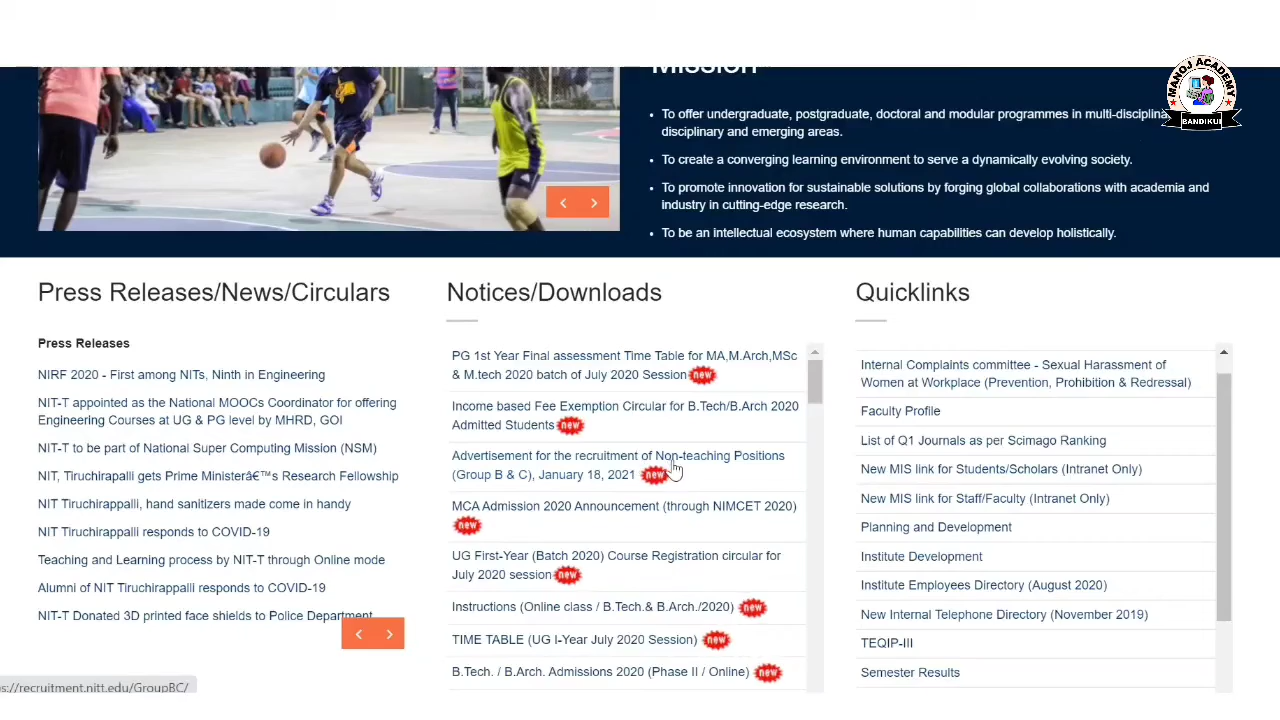 Mission
MANOJ ACADEMY
BANDIKUI
To offer undergraduate, postgraduate, doctoral and modular programmes in
disciplinary and emerging areas.
To create a converging learning environment to serve a dynamically evolving society.
To promote innovation for sustainable solutions by forging global collaborations with academia and
industry in cutting-edge research.
To be an intellectual ecosystem where human capabilities can develop holistically.
Press Releases/News/Circulars
Press Releases
NIRF 2020 - First among NITs, Ninth in Engineering
NIT-T appointed as the National MOOCs Coordinator for offering
Engineering Courses at UG & PG level by MHRD, GOI
NIT-T to be part of National Super Computing Mission (NSM)
NIT, Tiruchirapalli gets Prime Ministerâ€™s Research Fellowship
NIT Tiruchirappalli, hand sanitizers made come in handy
NIT Tiruchirappalli responds to COVID-19
Teaching and Learning process by NIT-T through Online mode
Alumni of NIT Tiruchirappalli responds to COVID-19
NIT-T Donated 3D printed face shields to Police Department
Notices/Downloads
PG 1st Year Final assessment Time Table for MA,M.Arch,MSc
& M.tech 2020 batch of July 2020 Session new
Income based Fee Exemption Circular for B.Tech/B.Arch 2020
Admitted Students new
Advertisement for the recruitment of Non-teaching Positions
(Group B & C), January 18, 2021 new
MCA Admission 2020 Announcement (through NIMCET 2020)
new
UG First-Year (Batch 2020) Course Registration circular for
July 2020 session new
Instructions (Online class / B.Tech.& B.Arch./2020) new
TIME TABLE (UG I-Year July 2020 Session) new
B.Tech. / B.Arch. Admissions 2020 (Phase II / Online) new
Quicklinks
Internal Complaints committee - Sexual Harassment of
Women at Workplace (Prevention, Prohibition & Redressal)
Faculty Profile
List of Q1 Journals as per Scimago Ranking
New MIS link for Students/Scholars (Intranet Only)
New MIS link for Staff/Faculty (Intranet Only)
Planning and Development
Institute Development
Institute Employees Directory (August 2020)
New Internal Telephone Directory (November 2019)
TEQIP-III
Semester Results
s://recruitment.nitt.edu/GroupBC/